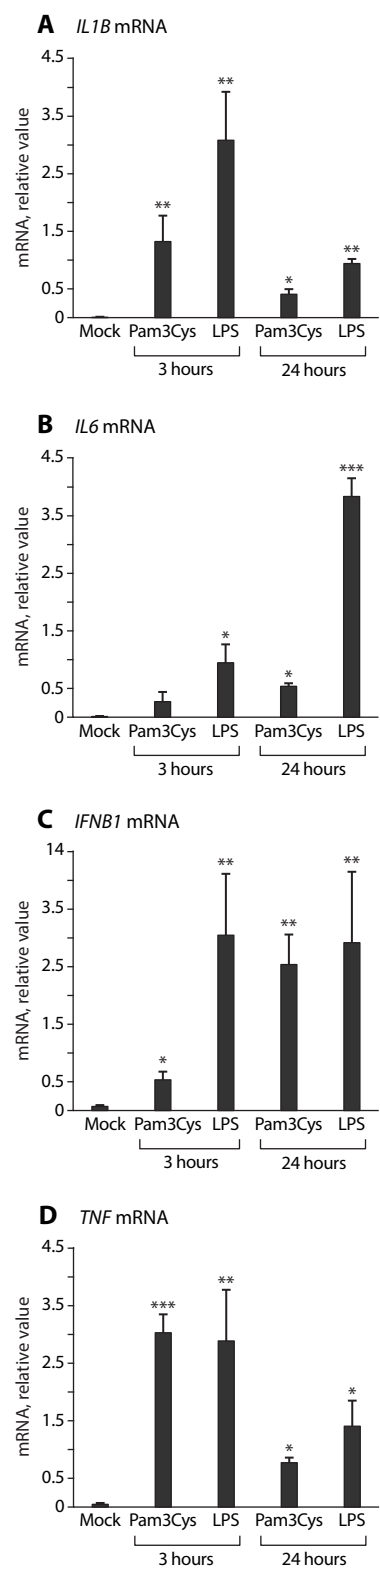 A IL1B mRNA
4.5
3.5
2.5
1.5
0.5
0
mRNA, relative value
**
**
*
**
Mock Pam3Cys LPS Pam3Cys LPS
3 hours 24 hours
B IL6 mRNA
4.5
3.5
2.5
1.5
0.5
0
mRNA, relative value
*
*
***
Mock Pam3Cys LPS Pam3Cys LPS
3 hours 24 hours
C IFNB1 mRNA
14
3.5
2.5
1.5
0.5
0
mRNA, relative value
*
**
**
**
Mock Pam3Cys LPS Pam3Cys LPS
3 hours 24 hours
D TNF mRNA
4.5
3.5
2.5
1.5
0.5
0
mRNA, relative value
***
**
*
*
Mock Pam3Cys LPS Pam3Cys LPS
3 hours 24 hours